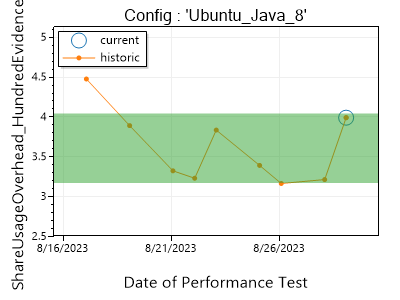 Config : 'Ubuntu_Java_8'
ShareUsageOverhead_HundredEvidence
current
historic
5
4.5
4
3.5
3
2.5
8/16/2023
8/21/2023
8/26/2023
Date of Performance Test